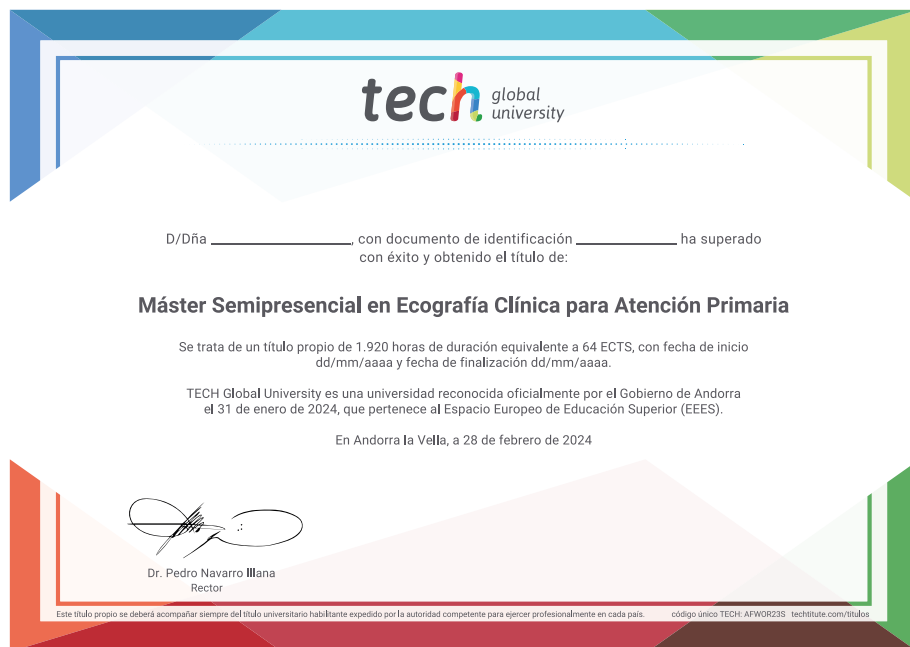 tech global
university
D/Dña ____________________, con documento de identificación ______________ ha superado
con éxito y obtenido el título de:
Máster Semipresencial en Ecografía Clínica para Atención Primaria
Se trata de un título propio de 1.920 horas de duración equivalente a 64 ECTS, con fecha de inicio
dd/mm/aaaa y fecha de finalización dd/mm/aaaa.
TECH Global University es una universidad reconocida oficialmente por el Gobierno de Andorra
el 31 de enero de 2024, que pertenece al Espacio Europeo de Educación Superior (EEES).
En Andorra la Vella, a 28 de febrero de 2024
Dr. Pedro Navarro Illana
Rector
Este título propio se deberá acompañar siempre del título universitario habilitante expedido por la autoridad competente para ejercer profesionalmente en cada país. código único TECH: AFWOR23S techtitute.com/titulos